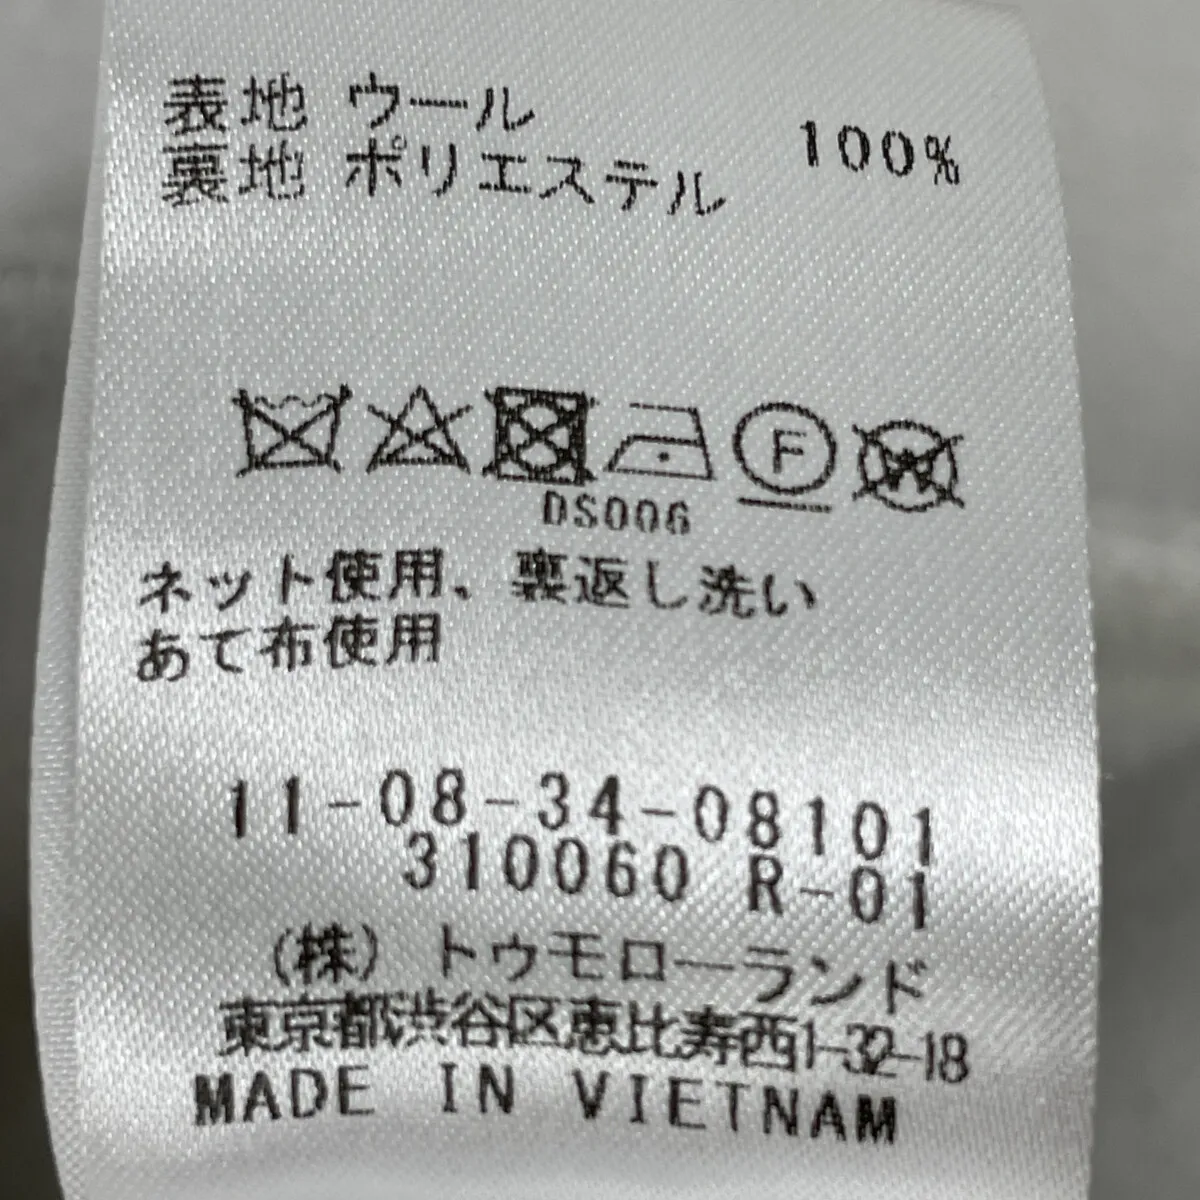 表地 ウール 100%
裏地 ポリエステル
F
W
DS006
ネット使用、裏返し洗い
あて布使用
11-08-34-08101
310060 R-01
(株) トゥモローランド
東京都渋谷区恵比寿西1-32-18
MADE IN VIETNAM